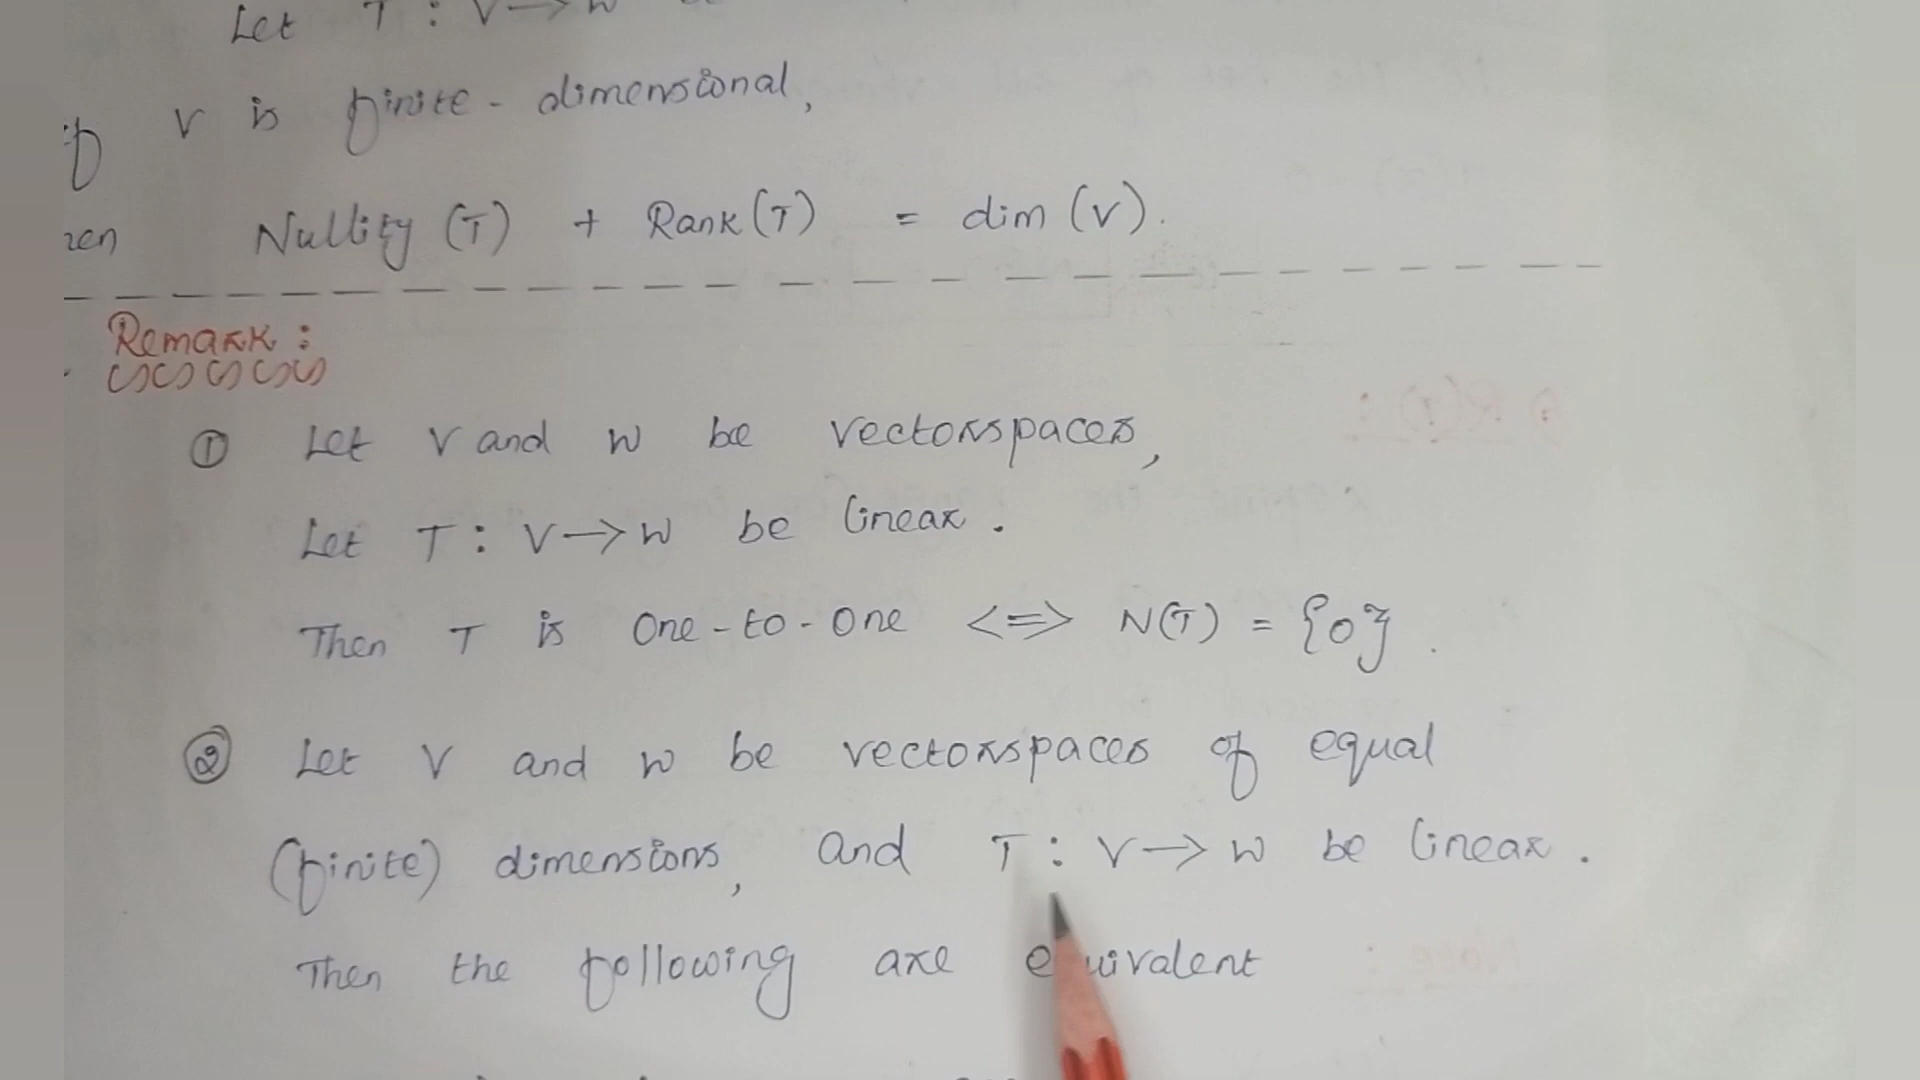 Let T : V → W
if V is finite-dimensional,
Nullity (T) + Rank (T) = dim (V).
Remark :
① Let V and W be vectorspaces,
Let T : V → W be linear.
Then T is One-to-One <=> N(T) = {0}.
② Let V and W be vectorspaces of equal
(finite) dimensions, and T : V → W be linear.
Then the following are equivalent